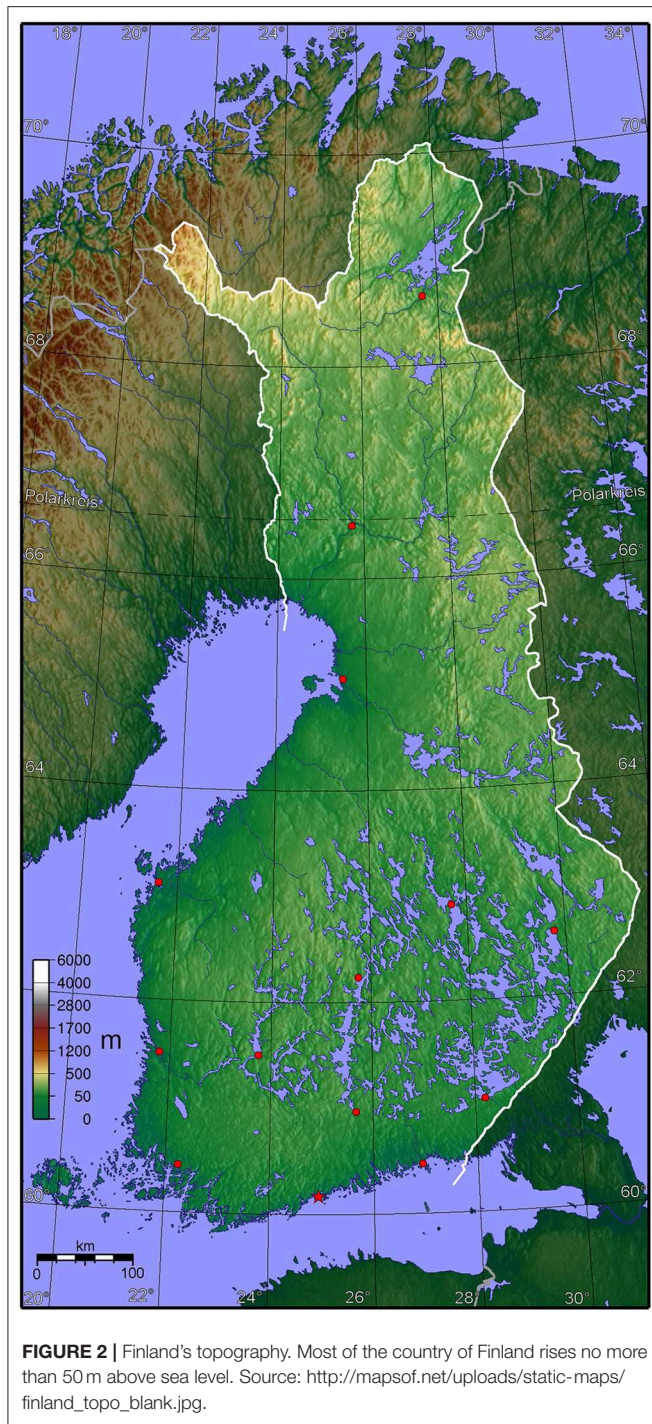 18° 20° 22° 24° 26° 28° 30° 32° 34°
70° 70°
68° 68°
Polarkreis Polarkreis
66° 66°
64° 64°
6000
4000
2800
1700
1200
500
50
0
m
62°
60° 60°
km
0 100
20° 22° 24° 26° 28° 30°
FIGURE 2 | Finland's topography. Most of the country of Finland rises no more
than 50 m above sea level. Source: http://mapsof.net/uploads/static-maps/
finland_topo_blank.jpg.